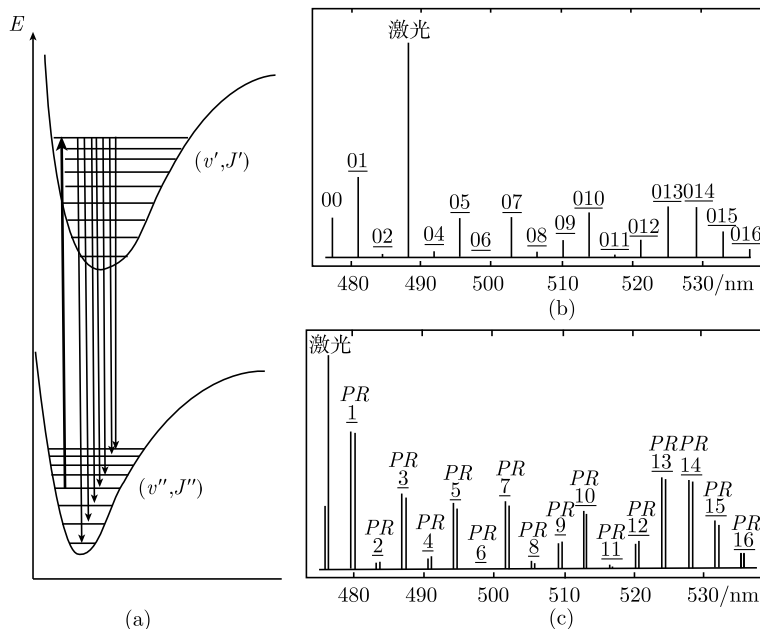 E
(v′,J′)
(v″,J″)
(a)
激光
00
01
02
04
05
06
07
08
09
010
011
012
013
014
015
016
480
490
500
510
520
530/nm
(b)
激光
PR
1
PR
2
PR
3
PR
4
PR
5
PR
6
PR
7
PR
8
PR
9
PR
10
PR
11
PR
12
PR
13
PR
14
PR
15
PR
16
480
490
500
510
520
530/nm
(c)